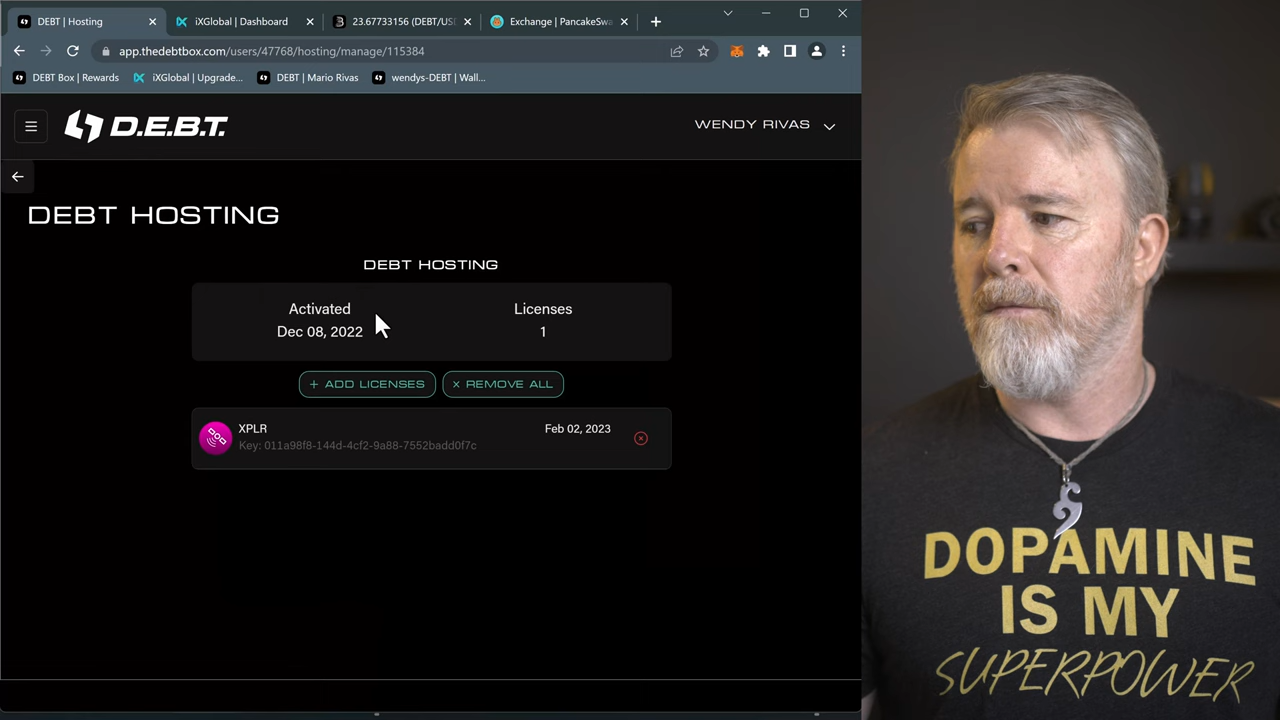 DEBT | Hosting
iXGlobal | Dashboard
23.67733156 (DEBT/USD
Exchange | PancakeSwa
app.thedebtbox.com/users/47768/hosting/manage/115384
DEBT Box | Rewards
iXGlobal | Upgrade...
DEBT | Mario Rivas
wendys-DEBT | Wall...
D.E.B.T.
WENDY RIVAS
DEBT HOSTING
DEBT HOSTING
Activated
Dec 08, 2022
Licenses
1
+ ADD LICENSES
× REMOVE ALL
XPLR
Key: 011a98f8-144d-4cf2-9a88-7552badd0f7c
Feb 02, 2023
DOPAMINE
IS MY
SUPERPOWER